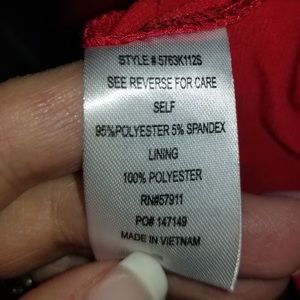 STYLE # 5763K112S
SEE REVERSE FOR CARE
SELF
95%POLYESTER 5% SPANDEX
LINING
100% POLYESTER
RN#57911
PO# 147149
MADE IN VIETNAM